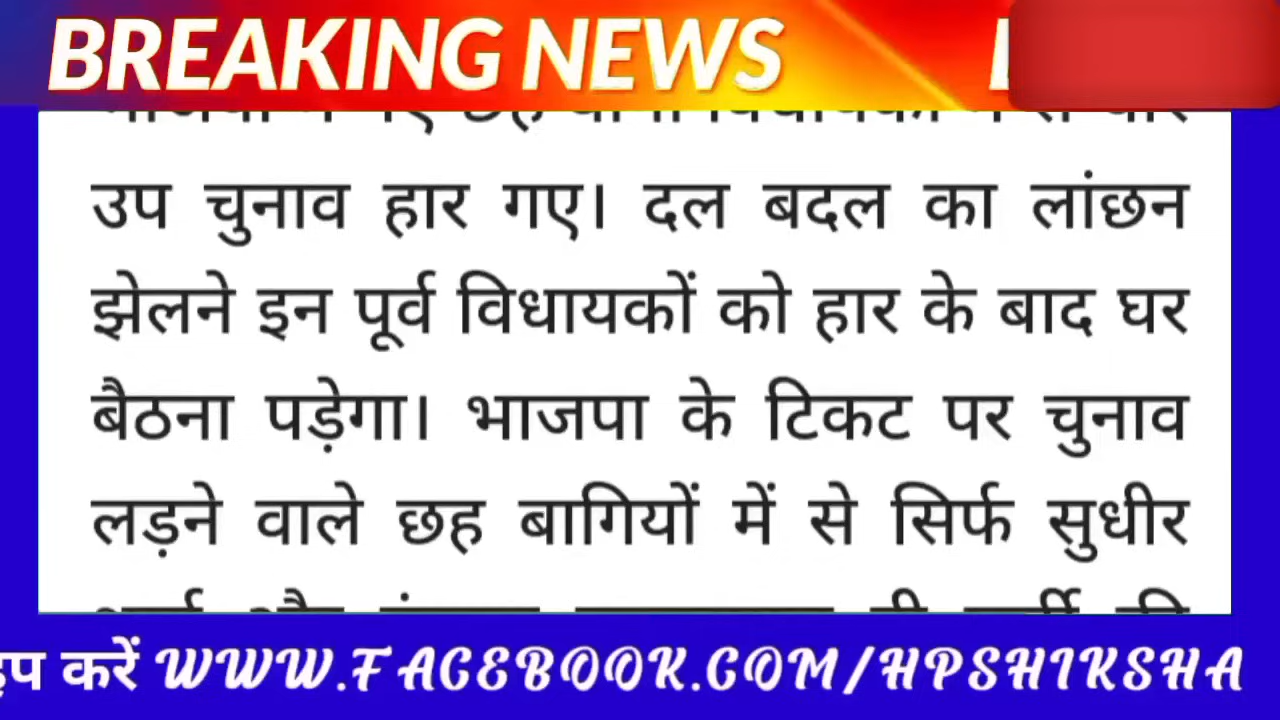 BREAKING NEWS
उप चुनाव हार गए। दल बदल का लांछन
झेलने इन पूर्व विधायकों को हार के बाद घर
बैठना पड़ेगा। भाजपा के टिकट पर चुनाव
लड़ने वाले छह बागियों में से सिर्फ सुधीर
करें WWW.FACEBOOK.COM/HPSHIKSHA